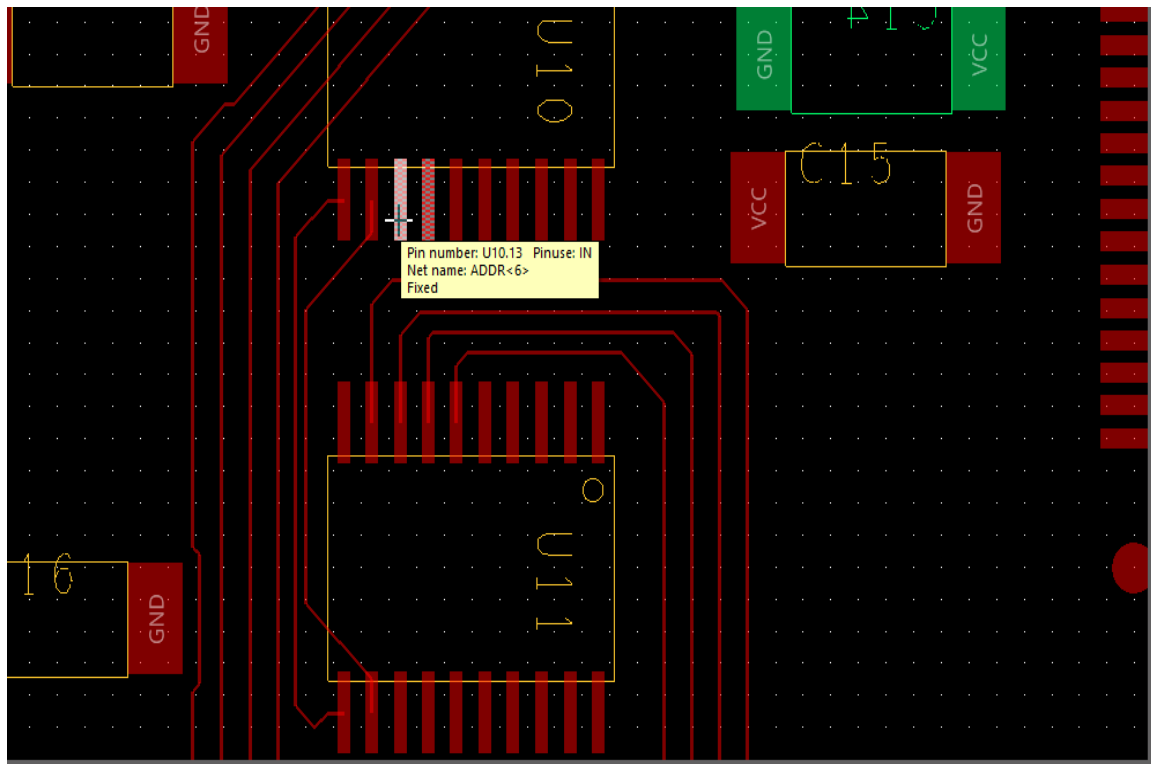 GND
U10
GND
C14
VCC
VCC
C15
GND
Pin number: U10.13 Pinuse: IN
Net name: ADDR<6>
Fixed
16
GND
U11